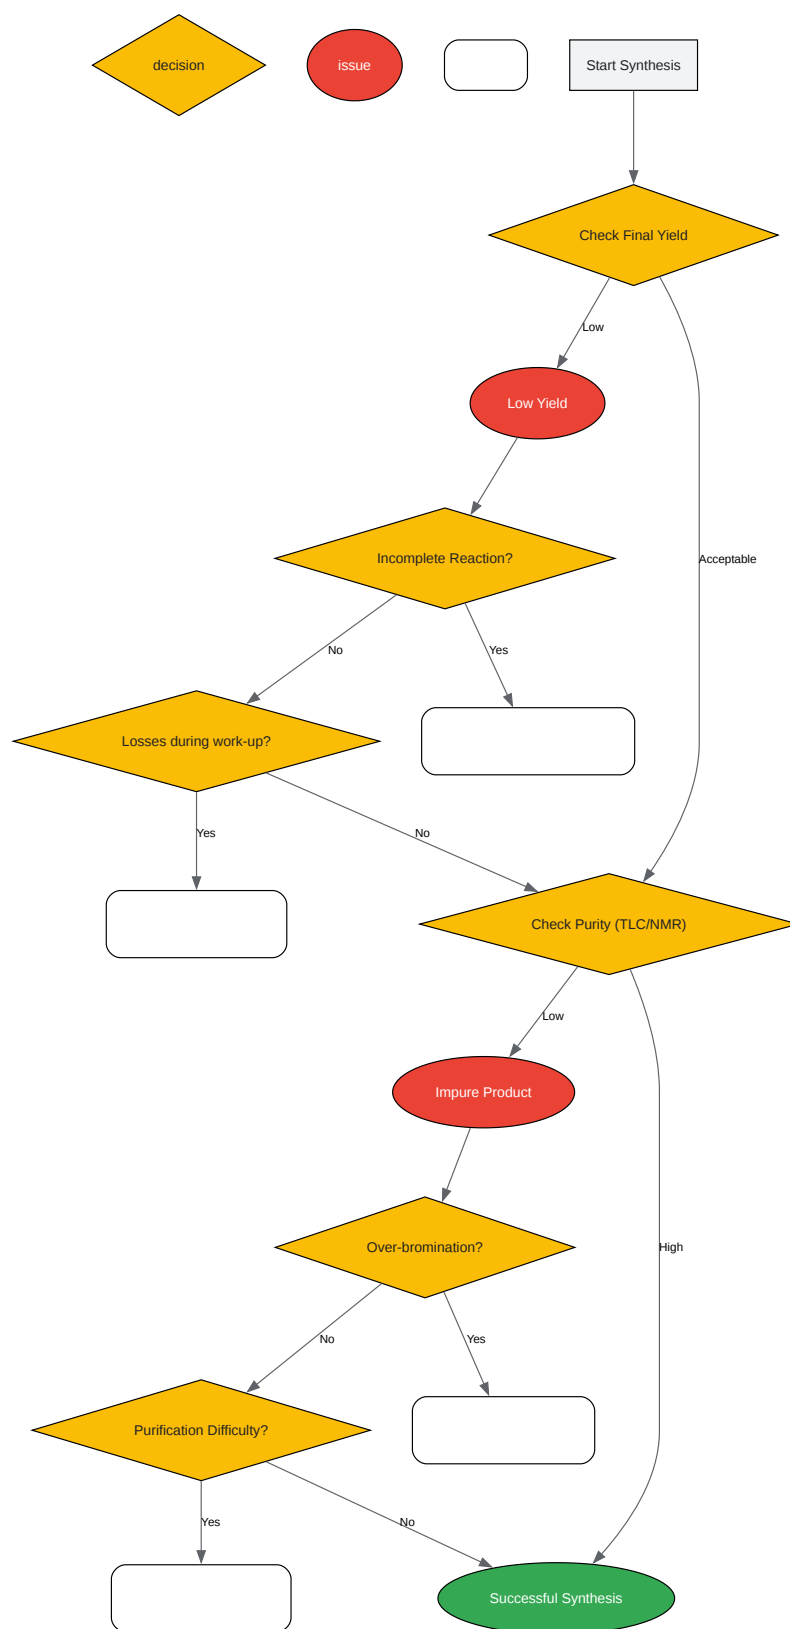 decision
issue
Start Synthesis
Check Final Yield
Low
Low Yield
Acceptable
Incomplete Reaction?
No
Yes
Losses during work-up?
Yes
No
Check Purity (TLC/NMR)
Low
Impure Product
Over-bromination?
High
No
Yes
Purification Difficulty?
Yes
No
Successful Synthesis